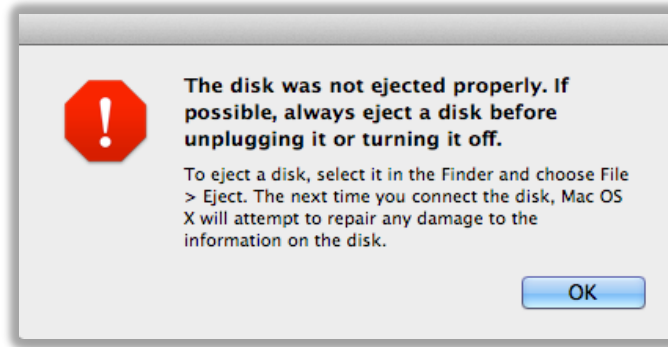 The disk was not ejected properly. If
possible, always eject a disk before
unplugging it or turning it off.
To eject a disk, select it in the Finder and choose File
> Eject. The next time you connect the disk, Mac OS
X will attempt to repair any damage to the
information on the disk.
OK